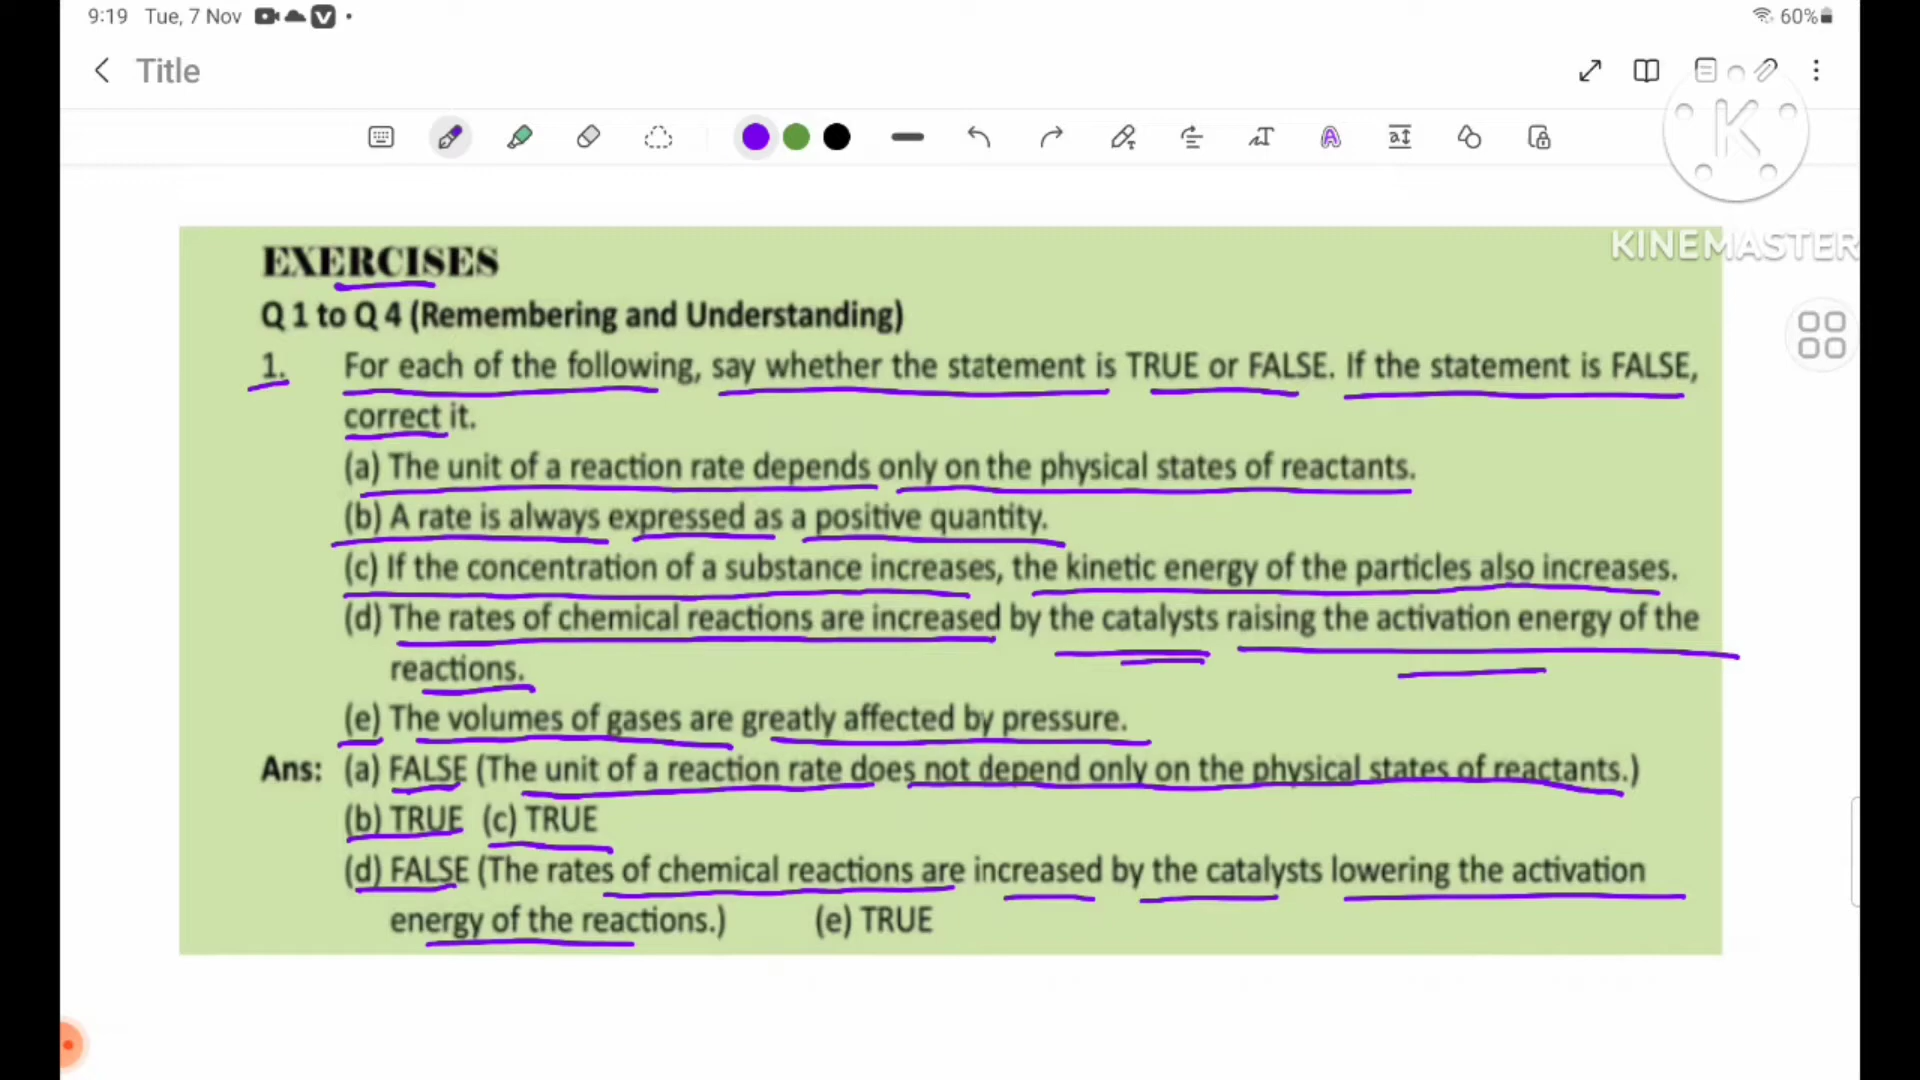 9:19 Tue, 7 Nov V 60%
Title
K
KINEMASTER
EXERCISES
Q 1 to Q 4 (Remembering and Understanding)
1. For each of the following, say whether the statement is TRUE or FALSE. If the statement is FALSE,
correct it.
(a) The unit of a reaction rate depends only on the physical states of reactants.
(b) A rate is always expressed as a positive quantity.
(c) If the concentration of a substance increases, the kinetic energy of the particles also increases.
(d) The rates of chemical reactions are increased by the catalysts raising the activation energy of the
reactions.
(e) The volumes of gases are greatly affected by pressure.
Ans: (a) FALSE (The unit of a reaction rate does not depend only on the physical states of reactants.)
(b) TRUE (c) TRUE
(d) FALSE (The rates of chemical reactions are increased by the catalysts lowering the activation
energy of the reactions.) (e) TRUE